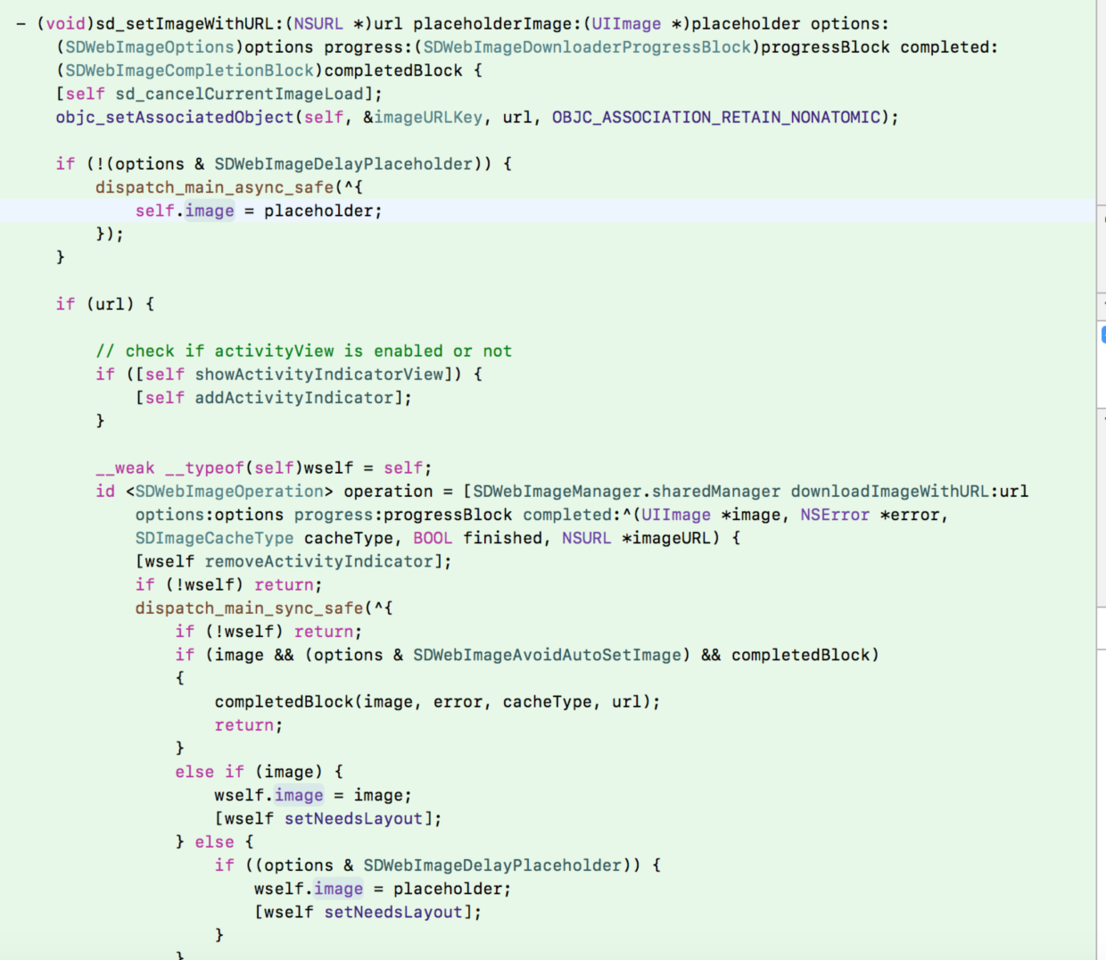 - (void)sd_setImageWithURL:(NSURL *)url placeholderImage:(UIImage *)placeholder options:
(SDWebImageOptions)options progress:(SDWebImageDownloaderProgressBlock)progressBlock completed:
(SDWebImageCompletionBlock)completedBlock {
[self sd_cancelCurrentImageLoad];
objc_setAssociatedObject(self, &imageURLKey, url, OBJC_ASSOCIATION_RETAIN_NONATOMIC);
if (!(options & SDWebImageDelayPlaceholder)) {
dispatch_main_async_safe(^{
self.image = placeholder;
});
}
if (url) {
// check if activityView is enabled or not
if ([self showActivityIndicatorView]) {
[self addActivityIndicator];
}
__weak __typeof(self)wself = self;
id <SDWebImageOperation> operation = [SDWebImageManager.sharedManager downloadImageWithURL:url
options:options progress:progressBlock completed:^(UIImage *image, NSError *error,
SDImageCacheType cacheType, BOOL finished, NSURL *imageURL) {
[wself removeActivityIndicator];
if (!wself) return;
dispatch_main_sync_safe(^{
if (!wself) return;
if (image && (options & SDWebImageAvoidAutoSetImage) && completedBlock)
{
completedBlock(image, error, cacheType, url);
return;
}
else if (image) {
wself.image = image;
[wself setNeedsLayout];
} else {
if ((options & SDWebImageDelayPlaceholder)) {
wself.image = placeholder;
[wself setNeedsLayout];
}
}